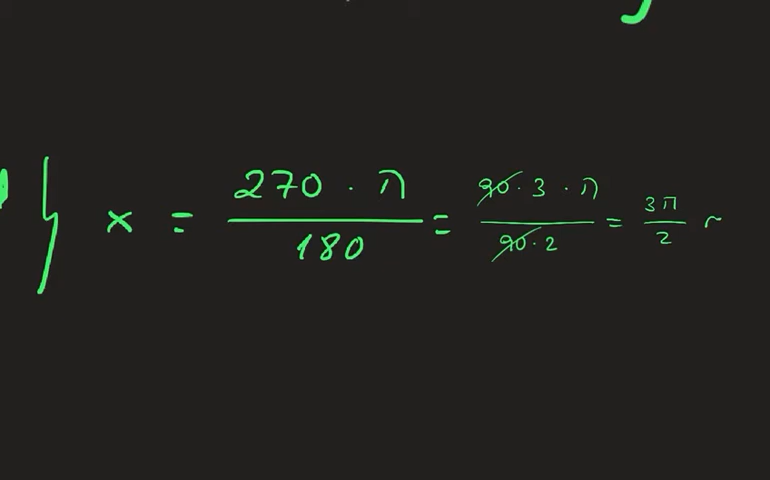 x = 270 · π / 180 = 90 · 3 · π / 90 · 2 = 3π / 2 r